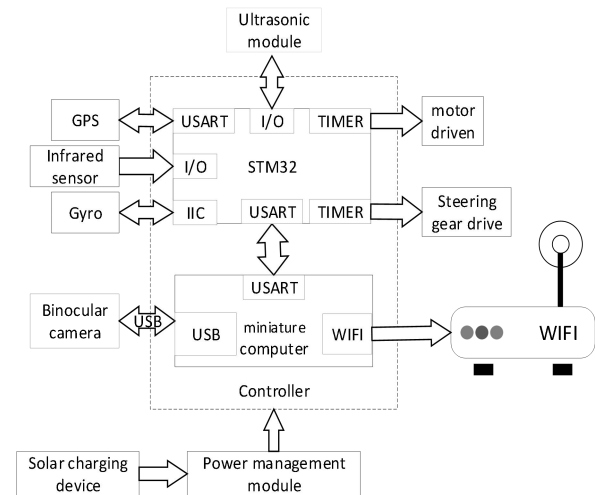 Ultrasonic
module
GPS
USART
I/O
TIMER
motor
driven
Infrared
sensor
I/O
STM32
Gyro
IIC
USART
TIMER
Steering
gear drive
USART
Binocular
camera
USB
USB
miniature
computer
WIFI
WIFI
Controller
Solar charging
device
Power management
module